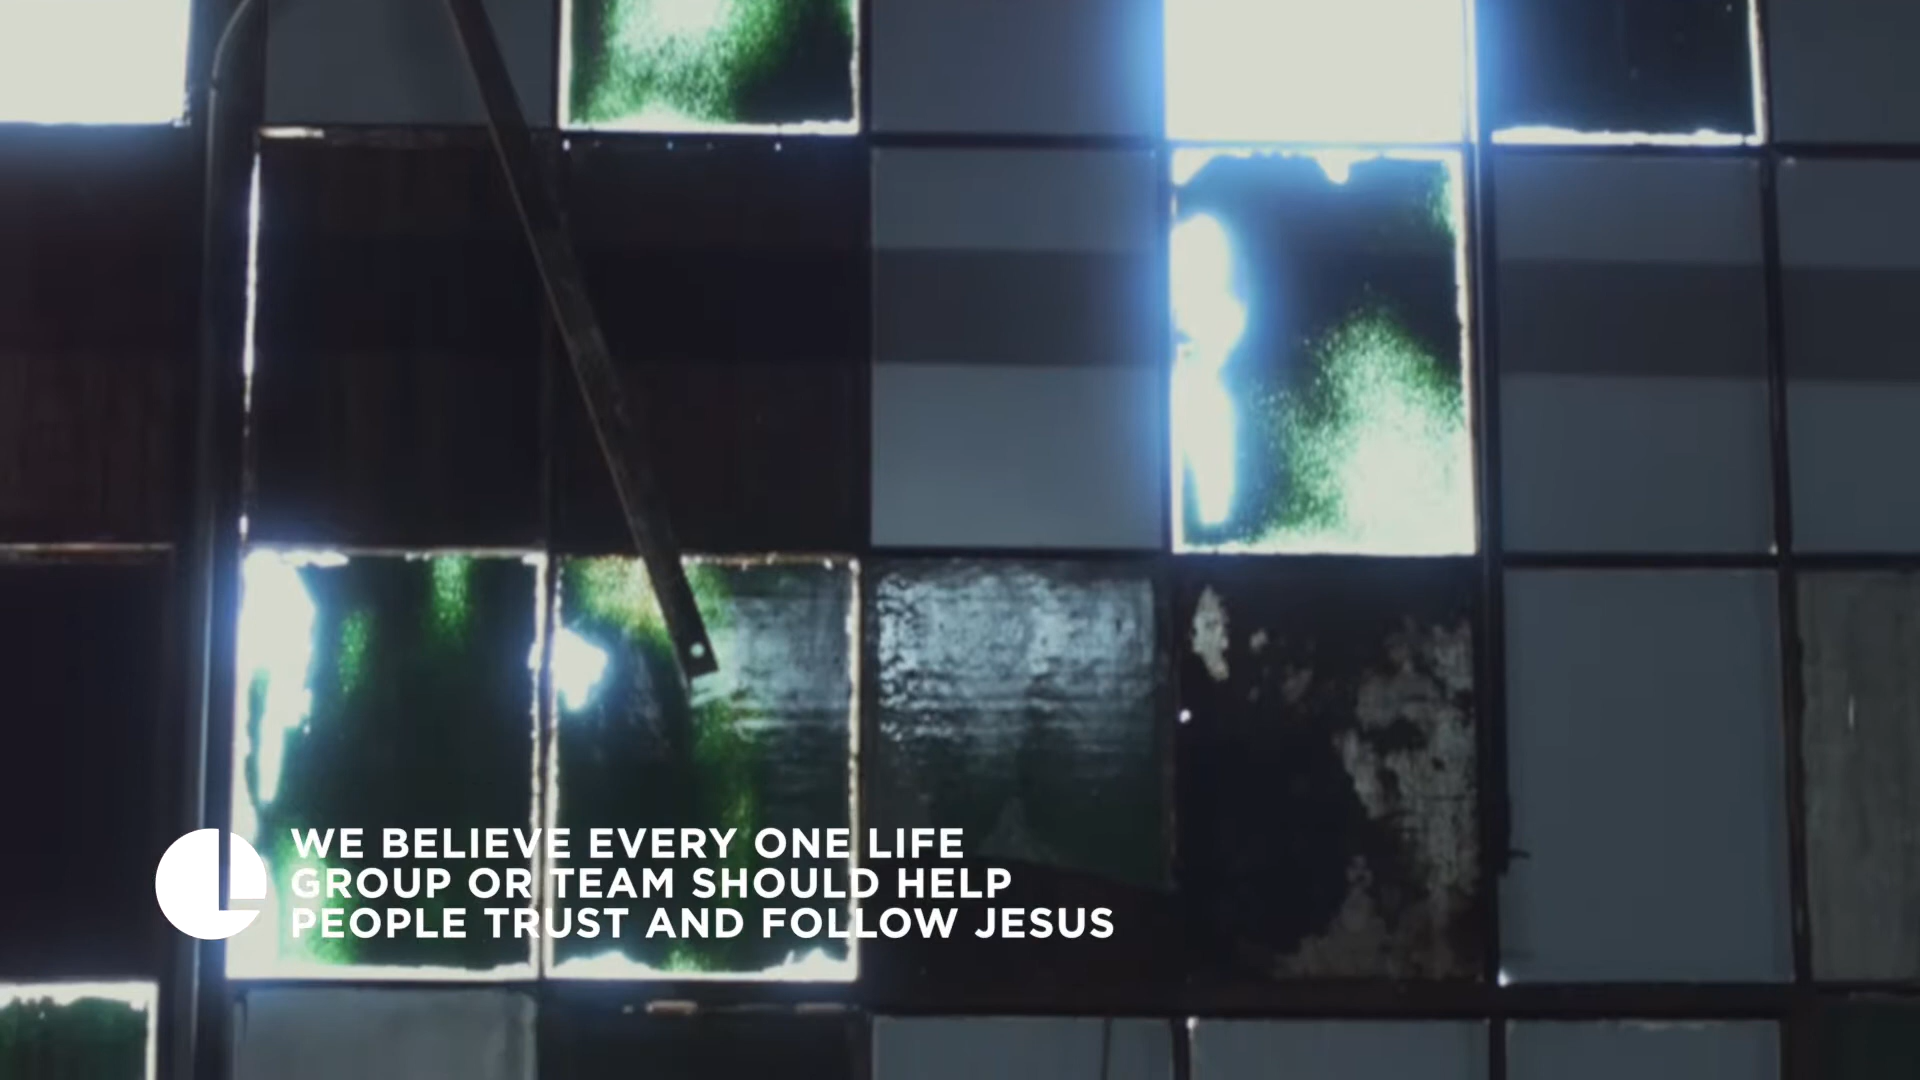 WE BELIEVE EVERY ONE LIFE
GROUP OR TEAM SHOULD HELP
PEOPLE TRUST AND FOLLOW JESUS